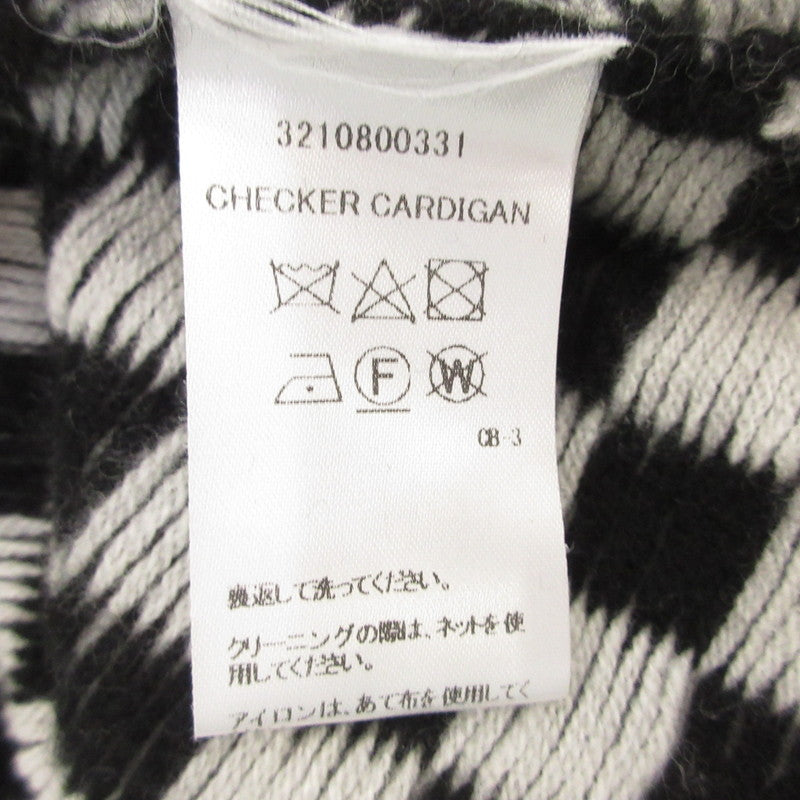 3210800331
CHECKER CARDIGAN
F W
CB-3
裏返して洗ってください。
クリーニングの際は、ネットを使
用してください。
アイロンは、あて布を使用してく